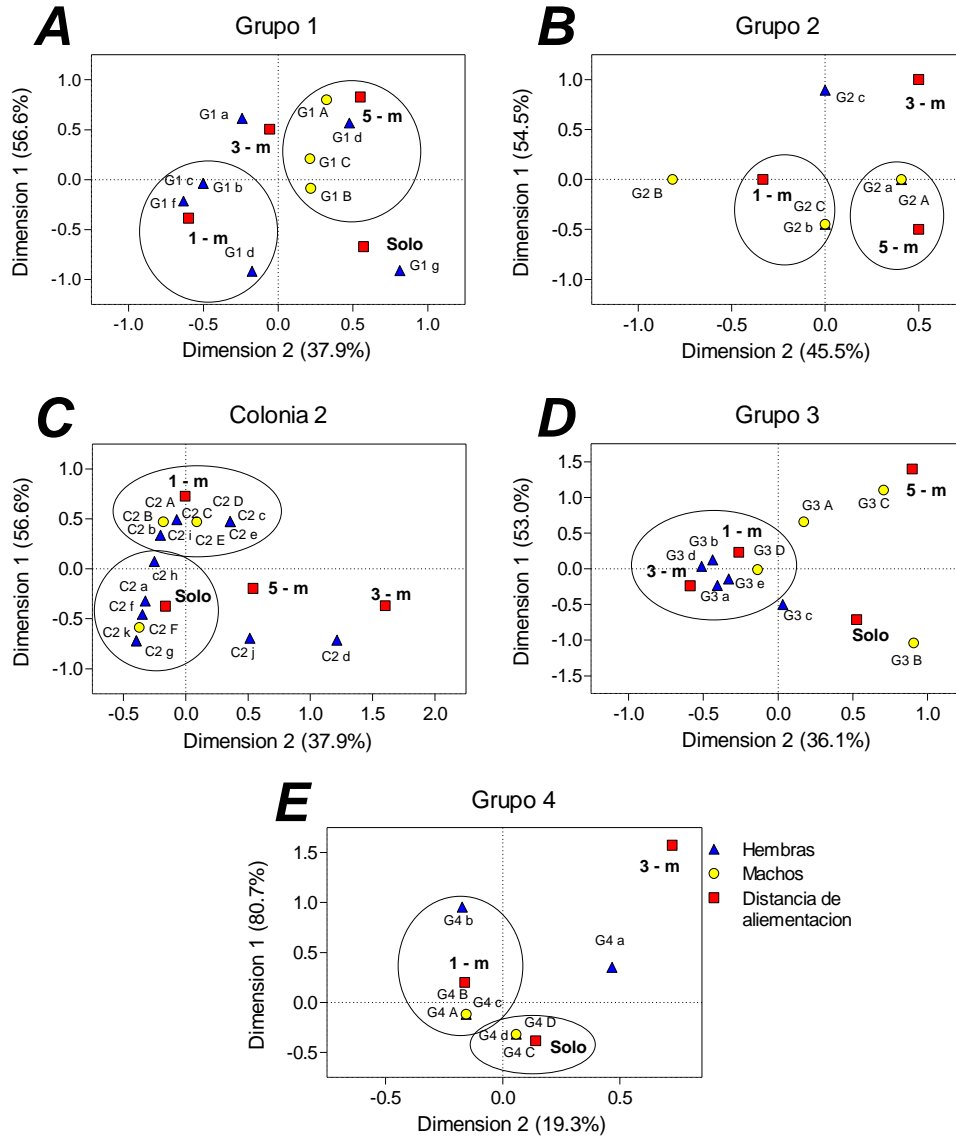 A
Grupo 1
Dimension 1 (56.6%)
1.0
0.5
0.0
-0.5
-1.0
G1 a
3 - m
G1 A
5 - m
G1 d
G1 C
G1 B
G1 c
G1 b
G1 f
1 - m
G1 d
Solo
G1 g
-1.0
-0.5
0.0
0.5
1.0
Dimension 2 (37.9%)
B
Grupo 2
Dimension 1 (54.5%)
1.0
0.5
0.0
-0.5
-1.0
G2 c
3 - m
G2 B
1 - m
G2 C
G2 b
G2 a
G2 A
5 - m
-1.0
-0.5
0.0
0.5
Dimension 2 (45.5%)
C
Colonia 2
Dimension 1 (56.6%)
1.0
0.5
0.0
-0.5
-1.0
1 - m
C2 A
C2 D
C2 B
C2 C
C2 c
C2 b
C2 i
C2 E
C2 e
c2 h
C2 a
Solo
C2 f
C2 k
C2 F
C2 g
5 - m
3 - m
C2 j
C2 d
-0.5
0.0
0.5
1.0
1.5
2.0
Dimension 2 (37.9%)
D
Grupo 3
Dimension 1 (53.0%)
1.5
1.0
0.5
0.0
-0.5
-1.0
-1.5
5 - m
G3 C
G3 A
1 - m
G3 b
G3 D
G3 d
3 - m
G3 e
G3 a
G3 c
Solo
G3 B
-1.0
-0.5
0.0
0.5
1.0
Dimension 2 (36.1%)
E
Grupo 4
Dimension 1 (80.7%)
1.5
1.0
0.5
0.0
-0.5
3 - m
G4 b
G4 a
1 - m
G4 B
G4 c
G4 A
G4 D
G4 d
Solo
G4 C
-0.5
0.0
0.5
Dimension 2 (19.3%)
Hembras
Machos
Distancia de
aliementacion